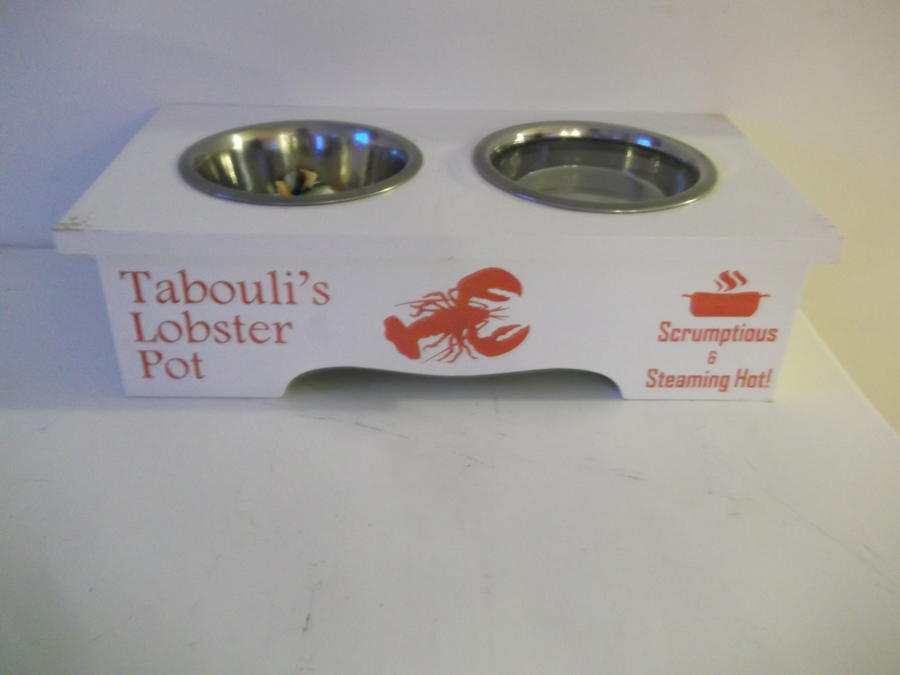 Tabouli's
Lobster
Pot
Scrumptious
&
Steaming Hot!